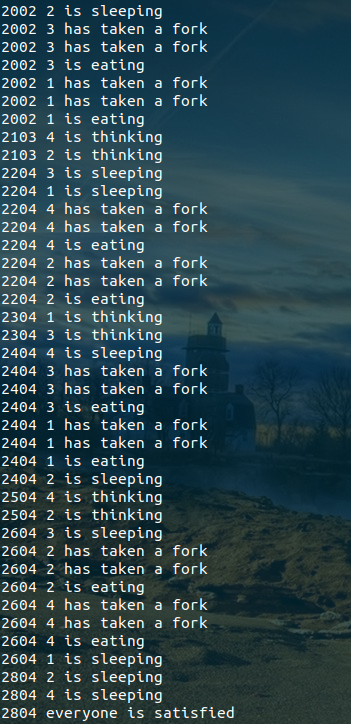 2002 2 is sleeping
2002 3 has taken a fork
2002 3 has taken a fork
2002 3 is eating
2002 1 has taken a fork
2002 1 has taken a fork
2002 1 is eating
2103 4 is thinking
2103 2 is thinking
2204 3 is sleeping
2204 1 is sleeping
2204 4 has taken a fork
2204 4 has taken a fork
2204 4 is eating
2204 2 has taken a fork
2204 2 has taken a fork
2204 2 is eating
2304 1 is thinking
2304 3 is thinking
2404 4 is sleeping
2404 3 has taken a fork
2404 3 has taken a fork
2404 3 is eating
2404 1 has taken a fork
2404 1 has taken a fork
2404 1 is eating
2404 2 is sleeping
2504 4 is thinking
2504 2 is thinking
2604 3 is sleeping
2604 2 has taken a fork
2604 2 has taken a fork
2604 2 is eating
2604 4 has taken a fork
2604 4 has taken a fork
2604 4 is eating
2604 1 is sleeping
2804 2 is sleeping
2804 4 is sleeping
2804 everyone is satisfied